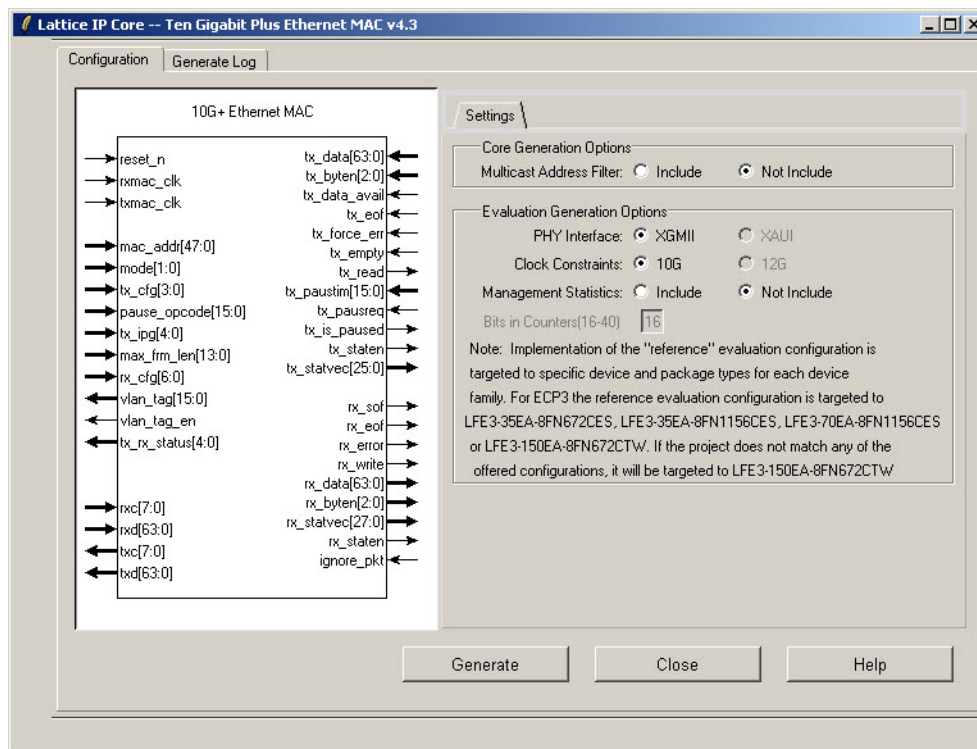 Lattice IP Core -- Ten Gigabit Plus Ethernet MAC v4.3
Configuration
Generate Log
10G+ Ethernet MAC
reset_n
rxmac_clk
txmac_clk
mac_addr[47:0]
mode[1:0]
tx_cfg[3:0]
pause_opcode[15:0]
tx_ipg[4:0]
max_frm_len[13:0]
rx_cfg[6:0]
vlan_tag[15:0]
vlan_tag_en
tx_rx_status[4:0]
rxc[7:0]
rxd[63:0]
txc[7:0]
txd[63:0]
tx_data[63:0]
tx_byten[2:0]
tx_data_avail
tx_eof
tx_force_err
tx_empty
tx_read
tx_paustim[15:0]
tx_pausreq
tx_is_paused
tx_staten
tx_statvec[25:0]
rx_sof
rx_eof
rx_error
rx_write
rx_data[63:0]
rx_byten[2:0]
rx_statvec[27:0]
rx_staten
ignore_pkt
Settings
Core Generation Options
Multicast Address Filter: Include Not Include
Evaluation Generation Options
PHY Interface: XGMII XAUI
Clock Constraints: 10G 12G
Management Statistics: Include Not Include
Bits in Counters(16-40) 16
Note: Implementation of the "reference" evaluation configuration is
targeted to specific device and package types for each device
family. For ECP3 the reference evaluation configuration is targeted to
LFE3-35EA-8FN672CES, LFE3-35EA-8FN1156CES, LFE3-70EA-8FN1156CES
or LFE3-150EA-8FN672CTW. If the project does not match any of the
offered configurations, it will be targeted to LFE3-150EA-8FN672CTW
Generate
Close
Help